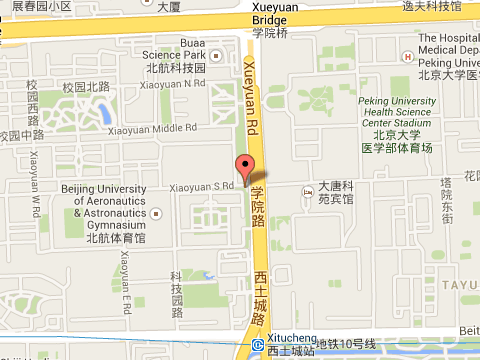 展春园小区
大厦
Xueyuan
Bridge
学院桥
逸夫科技馆
Buaa
Science Park
北航科技园
The Hospital
Medical Depa
Peking Univer
北京大学医
校园西路
校园北路
Xiaoyuan N Rd
Xueyuan Rd
Peking University
Health Science
Center Stadium
北京大学
医学部体育场
校园中路
Xiaoyuan Middle Rd
Xiaoyuan W Rd
Beijing University
of Aeronautics
& Astronautics
Gymnasium
北航体育馆
Xiaoyuan S Rd
学院路
大唐科
苑宾馆
塔院东街
花园
Xiaoyuan E Rd
科技园路
西土城路
TAYU
Xitucheng
西土城站
地铁10号线
Beit